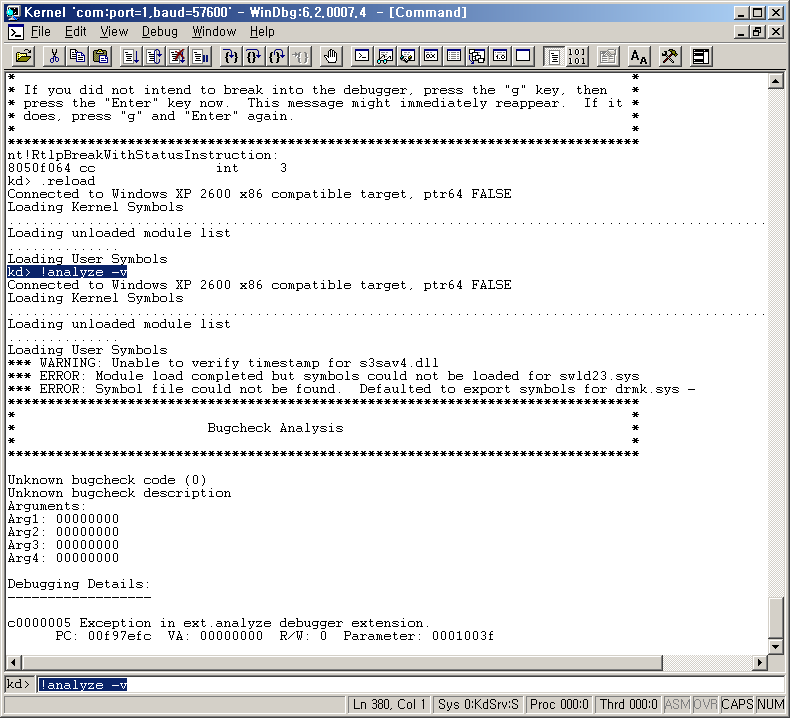 Kernel 'com:port=1,baud=57600' - WinDbg:6,2,0007,4 - [Command]
File Edit View Debug Window Help
* *
* If you did not intend to break into the debugger, press the "g" key, then *
* press the "Enter" key now. This message might immediately reappear. If it *
* does, press "g" and "Enter" again. *
* *
*******************************************************************************
nt!RtlpBreakWithStatusInstruction:
8050f064 cc int 3
kd> .reload
Connected to Windows XP 2600 x86 compatible target, ptr64 FALSE
Loading Kernel Symbols
...............................................................................................
Loading unloaded module list
..............
Loading User Symbols
kd> !analyze -v
Connected to Windows XP 2600 x86 compatible target, ptr64 FALSE
Loading Kernel Symbols
...............................................................................................
Loading unloaded module list
..............
Loading User Symbols
*** WARNING: Unable to verify timestamp for s3sav4.dll
*** ERROR: Module load completed but symbols could not be loaded for swld23.sys
*** ERROR: Symbol file could not be found. Defaulted to export symbols for drmk.sys -
*******************************************************************************
* *
* Bugcheck Analysis *
* *
*******************************************************************************
Unknown bugcheck code (0)
Unknown bugcheck description
Arguments:
Arg1: 00000000
Arg2: 00000000
Arg3: 00000000
Arg4: 00000000
Debugging Details:
------------------
c0000005 Exception in ext.analyze debugger extension.
PC: 00f97efc VA: 00000000 R/W: 0 Parameter: 0001003f
kd> !analyze -v
Ln 380, Col 1 Sys 0:KdSrv:S Proc 000:0 Thrd 000:0 ASM OVR CAPS NUM